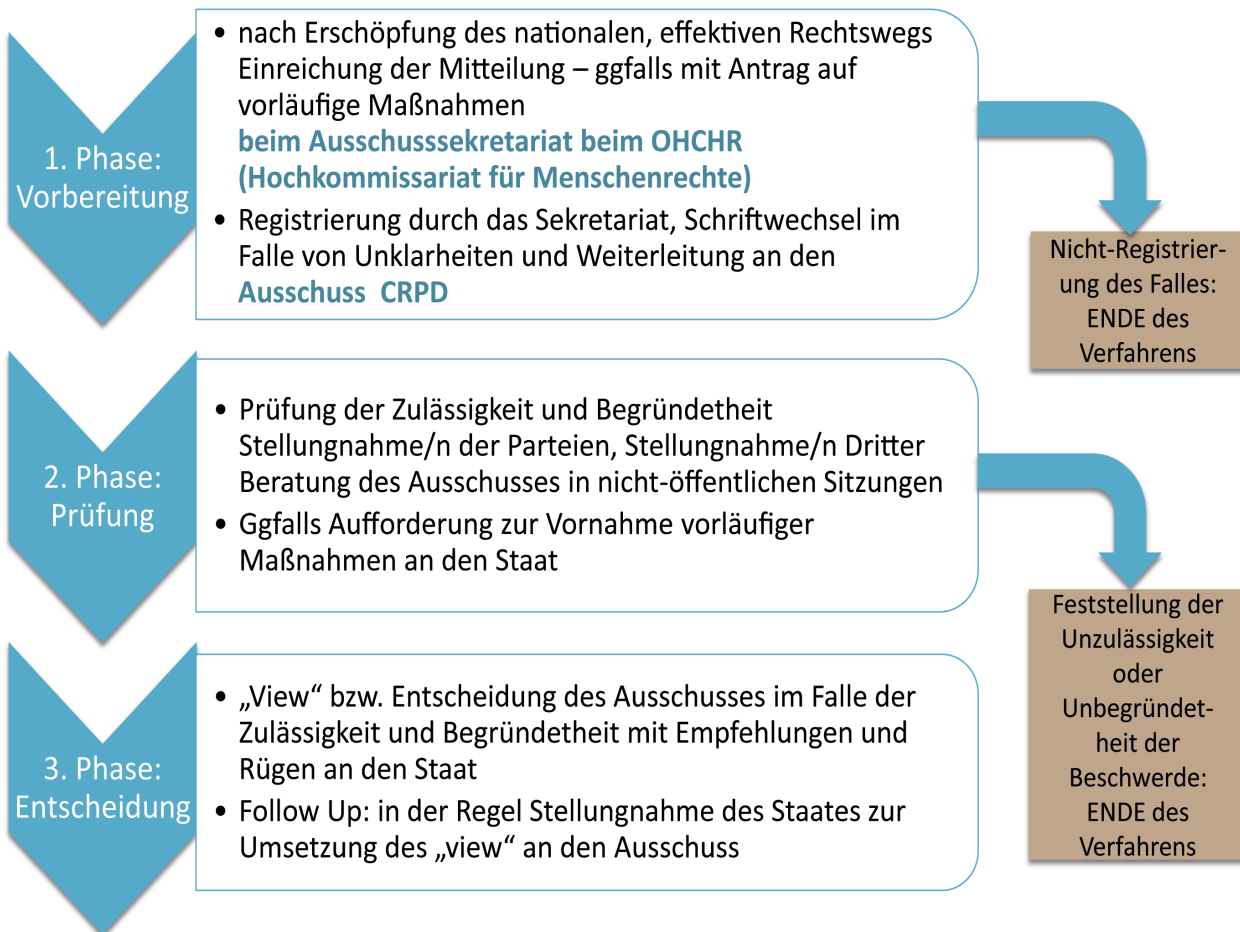 1. Phase:
Vorbereitung
• nach Erschöpfung des nationalen, effektiven Rechtswegs
Einreichung der Mitteilung – ggfalls mit Antrag auf
vorläufige Maßnahmen
beim Ausschusssekretariat beim OHCHR
(Hochkommissariat für Menschenrechte)
• Registrierung durch das Sekretariat, Schriftwechsel im
Falle von Unklarheiten und Weiterleitung an den
Ausschuss CRPD
Nicht-Registrier-
ung des Falles:
ENDE des
Verfahrens
2. Phase:
Prüfung
• Prüfung der Zulässigkeit und Begründetheit
Stellungnahme/n der Parteien, Stellungnahme/n Dritter
Beratung des Ausschusses in nicht-öffentlichen Sitzungen
• Ggfalls Aufforderung zur Vornahme vorläufiger
Maßnahmen an den Staat
Feststellung der
Unzulässigkeit
oder
Unbegründet-
heit der
Beschwerde:
ENDE des
Verfahrens
3. Phase:
Entscheidung
• „View“ bzw. Entscheidung des Ausschusses im Falle der
Zulässigkeit und Begründetheit mit Empfehlungen und
Rügen an den Staat
• Follow Up: in der Regel Stellungnahme des Staates zur
Umsetzung des „view“ an den Ausschuss